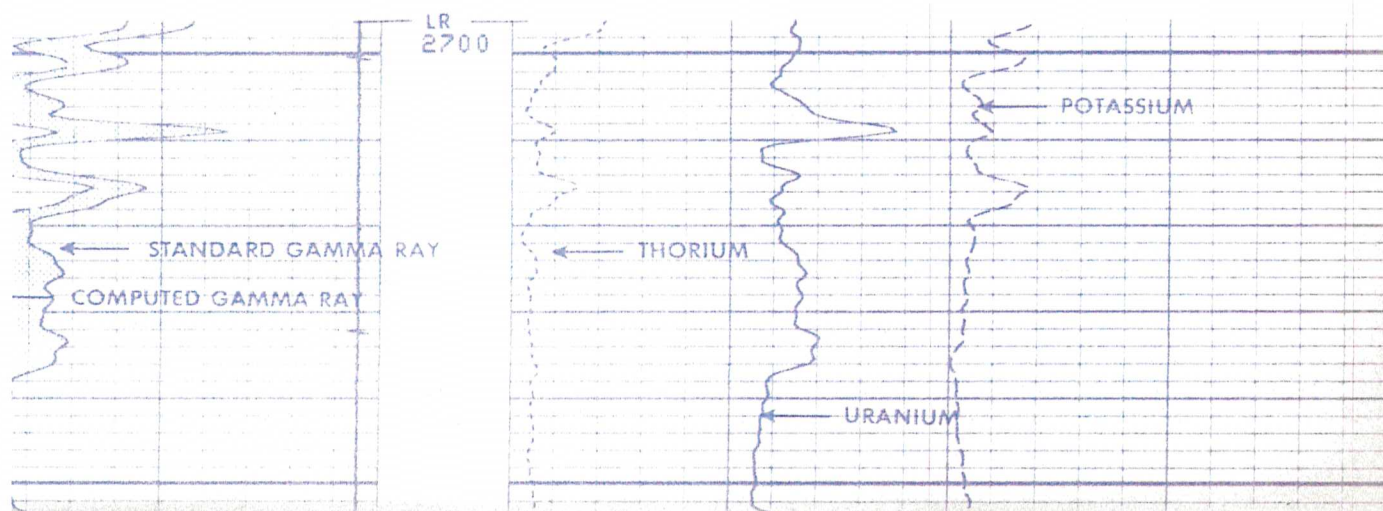 LR
2700
POTASSIUM
STANDARD GAMMA RAY
THORIUM
COMPUTED GAMMA RAY
URANIUM